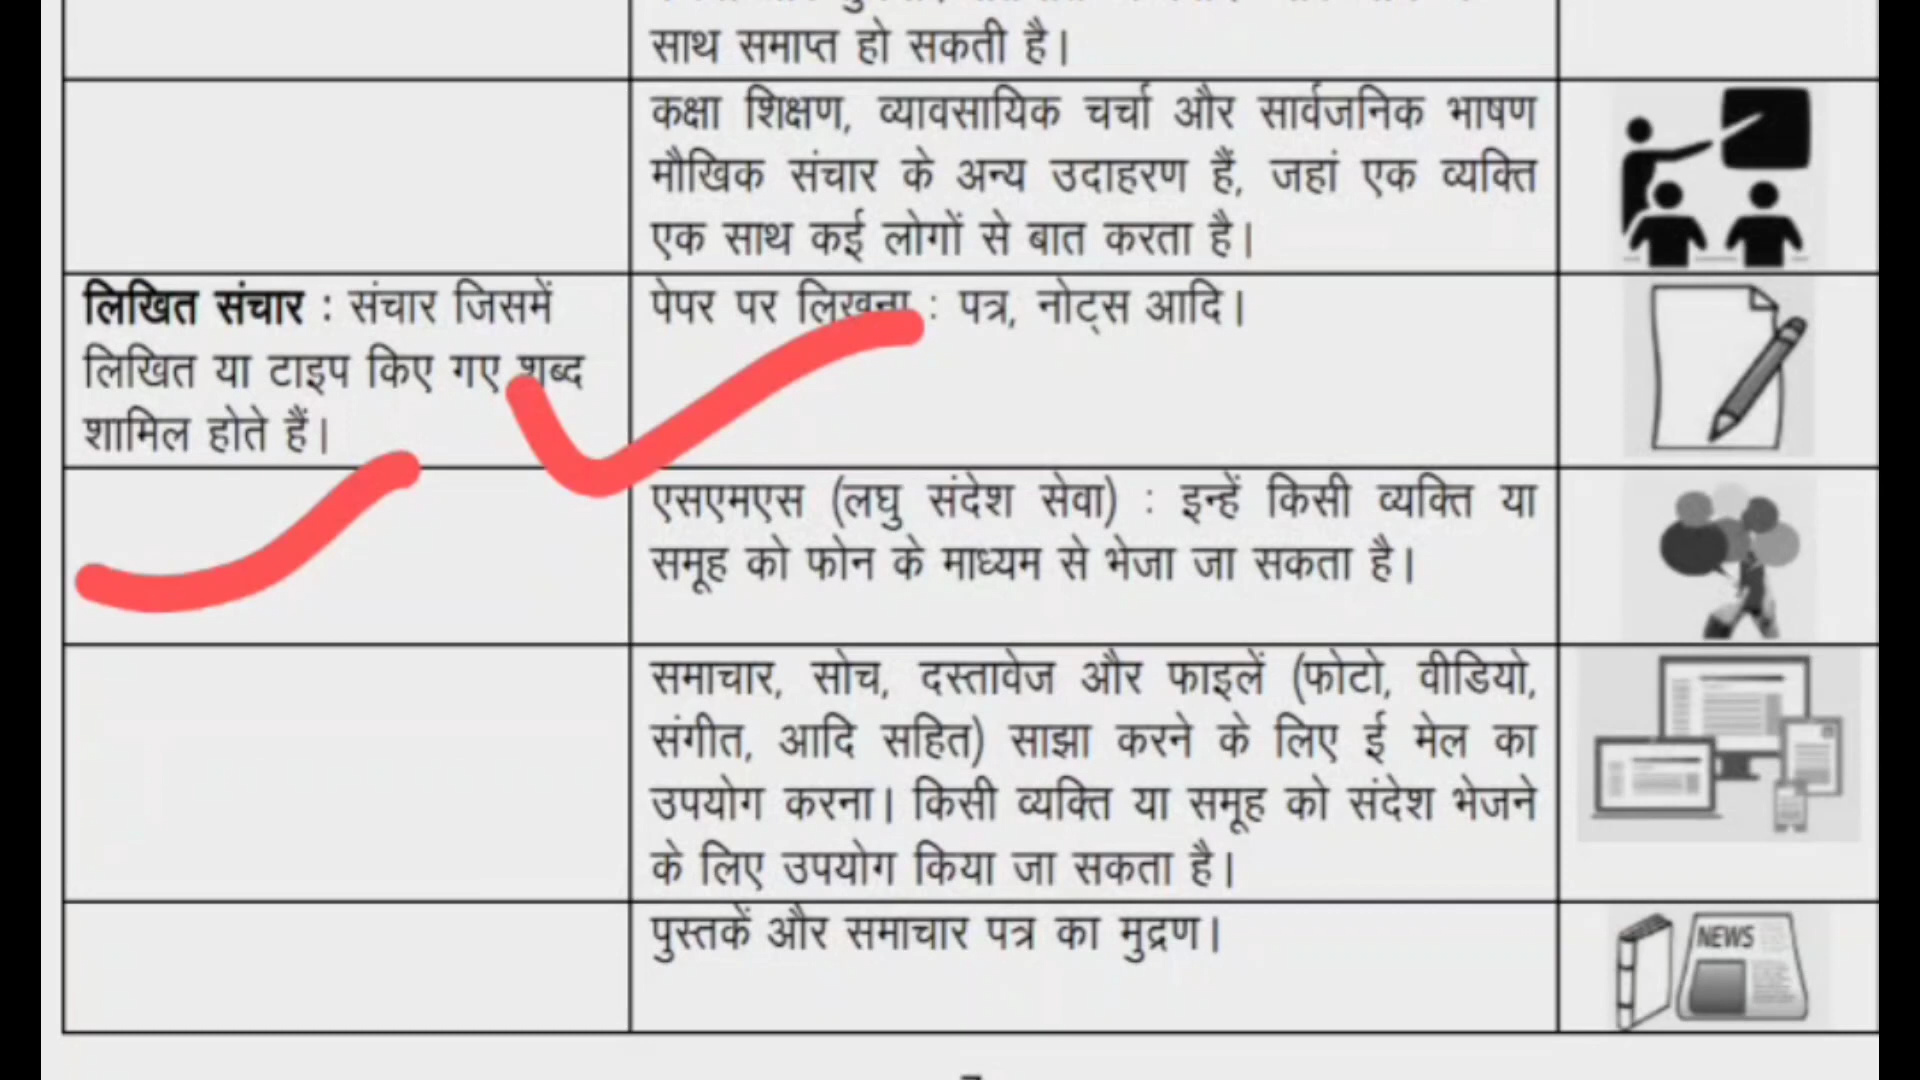 साथ समाप्त हो सकती है।
कक्षा शिक्षण, व्यावसायिक चर्चा और सार्वजनिक भाषण
मौखिक संचार के अन्य उदाहरण हैं, जहां एक व्यक्ति
एक साथ कई लोगों से बात करता है।
लिखित संचार : संचार जिसमें
लिखित या टाइप किए गए शब्द
शामिल होते हैं।
पेपर पर लिखना : पत्र, नोट्स आदि।
एसएमएस (लघु संदेश सेवा) : इन्हें किसी व्यक्ति या
समूह को फोन के माध्यम से भेजा जा सकता है।
समाचार, सोच, दस्तावेज और फाइलें (फोटो, वीडियो,
संगीत, आदि सहित) साझा करने के लिए ई मेल का
उपयोग करना। किसी व्यक्ति या समूह को संदेश भेजने
के लिए उपयोग किया जा सकता है।
पुस्तकें और समाचार पत्र का मुद्रण।
NEWS